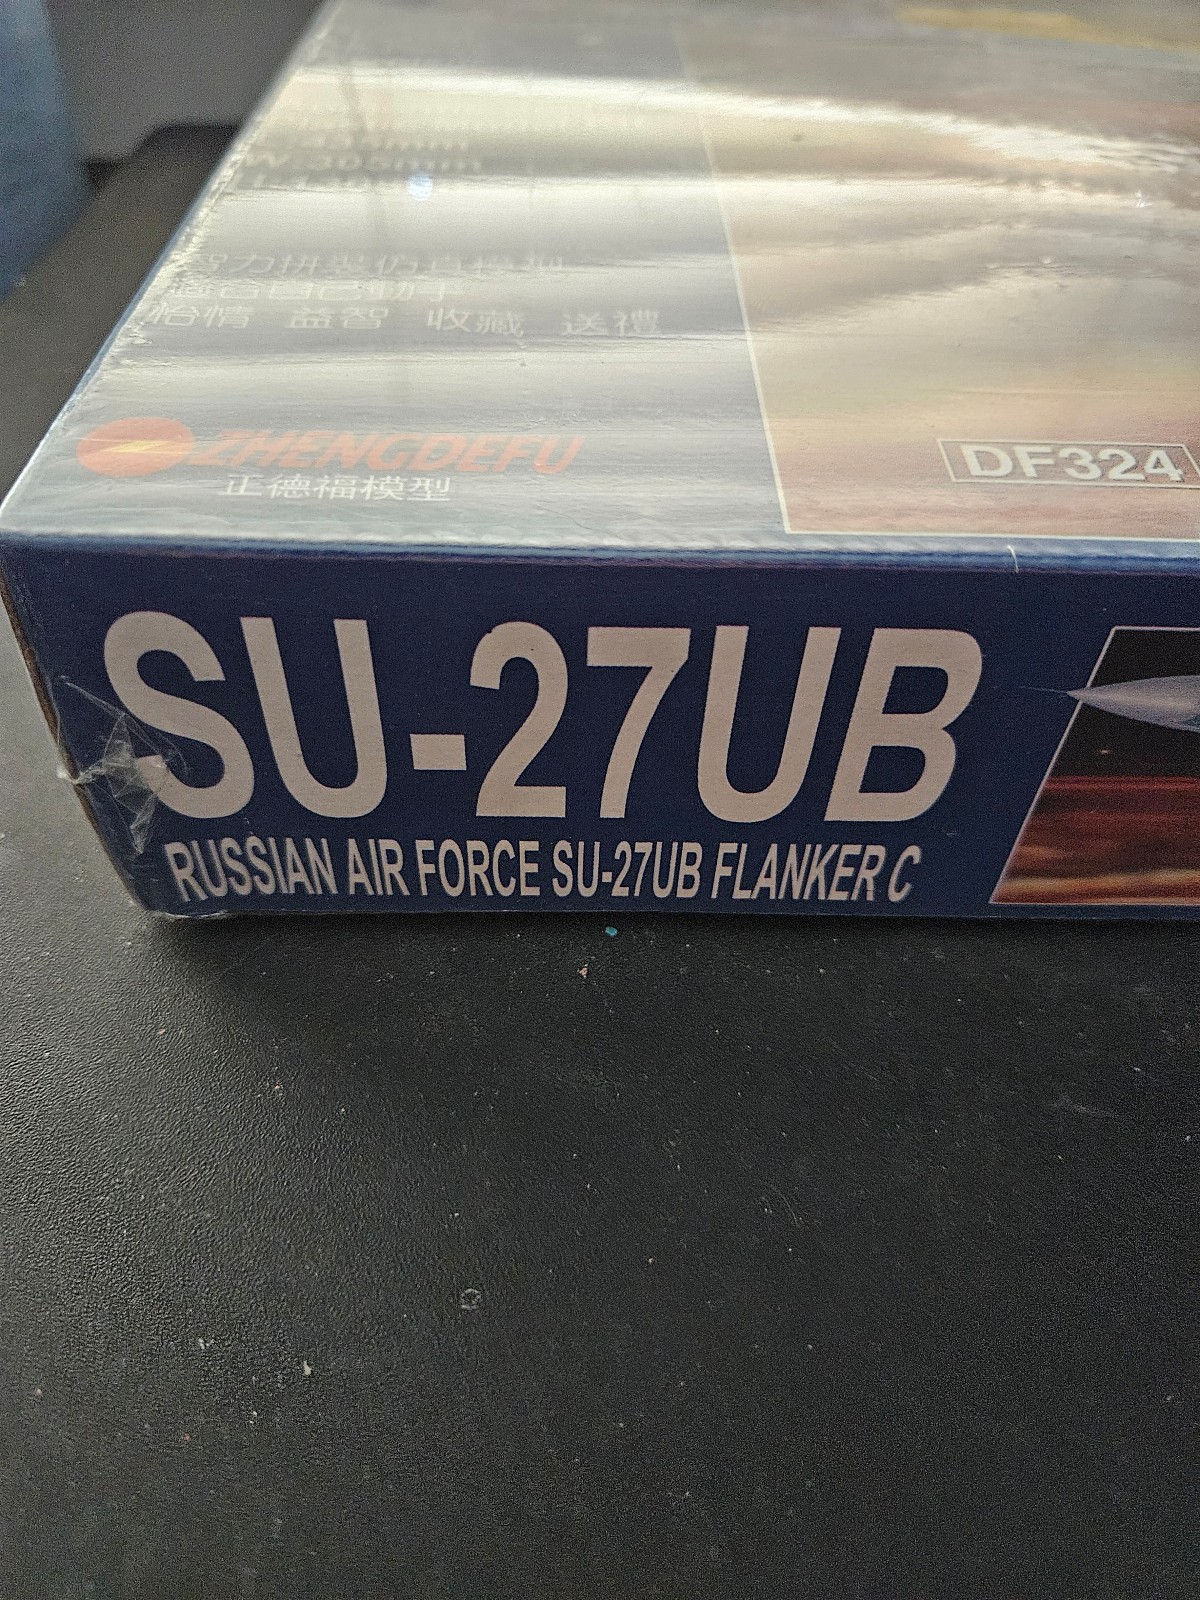 W:305mm
怡情 益智 收藏 送禮
ZHENGDEFU
正德福模型
DF324
SU-27UB
RUSSIAN AIR FORCE SU-27UB FLANKER C